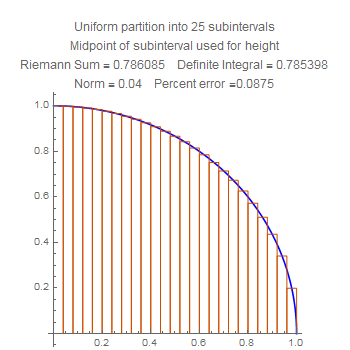 Uniform partition into 25 subintervals
Midpoint of subinterval used for height
Riemann Sum = 0.786085 Definite Integral = 0.785398
Norm = 0.04 Percent error =0.0875
1.0
0.8
0.6
0.4
0.2
0.2 0.4 0.6 0.8 1.0